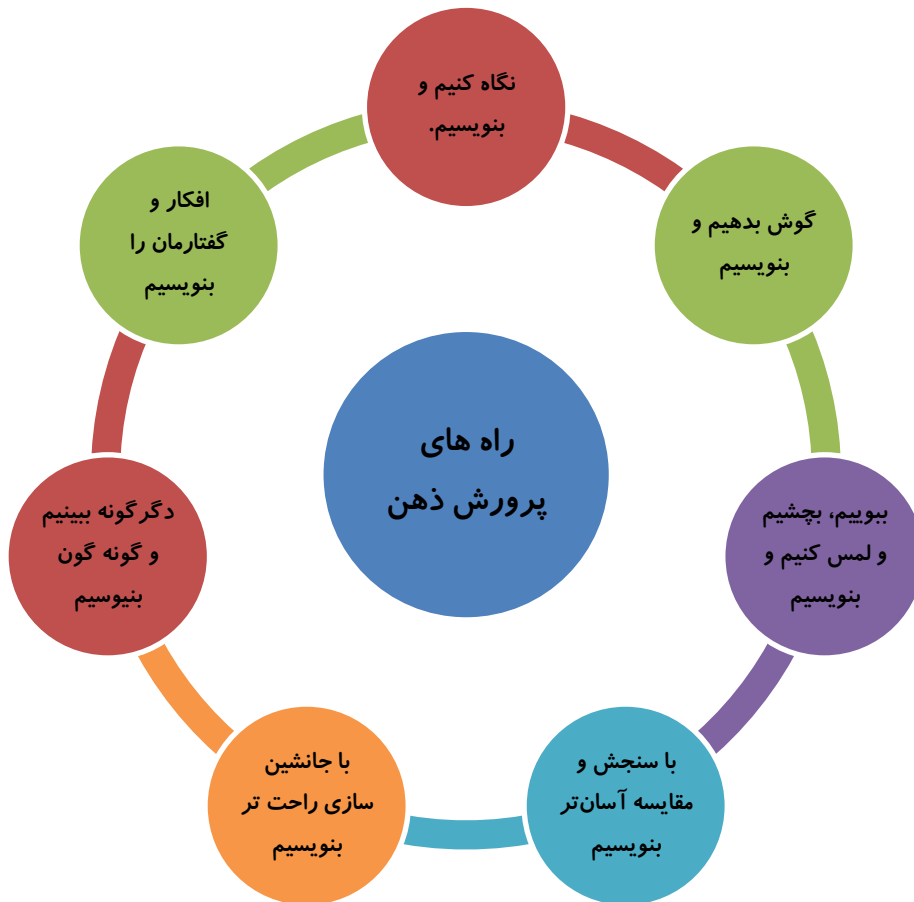 نگاه کنیم و
بنویسیم.
گوش بدهیم و
بنویسیم
ببوییم، بچشیم
و لمس کنیم و
بنویسیم
با سنجش و
مقایسه آسان‌تر
بنویسیم
با جانشین
سازی راحت تر
بنویسیم
دگرگونه ببینیم
و گونه گون
بنیوسیم
افکار و
گفتارمان را
بنویسیم
راه های
پرورش ذهن